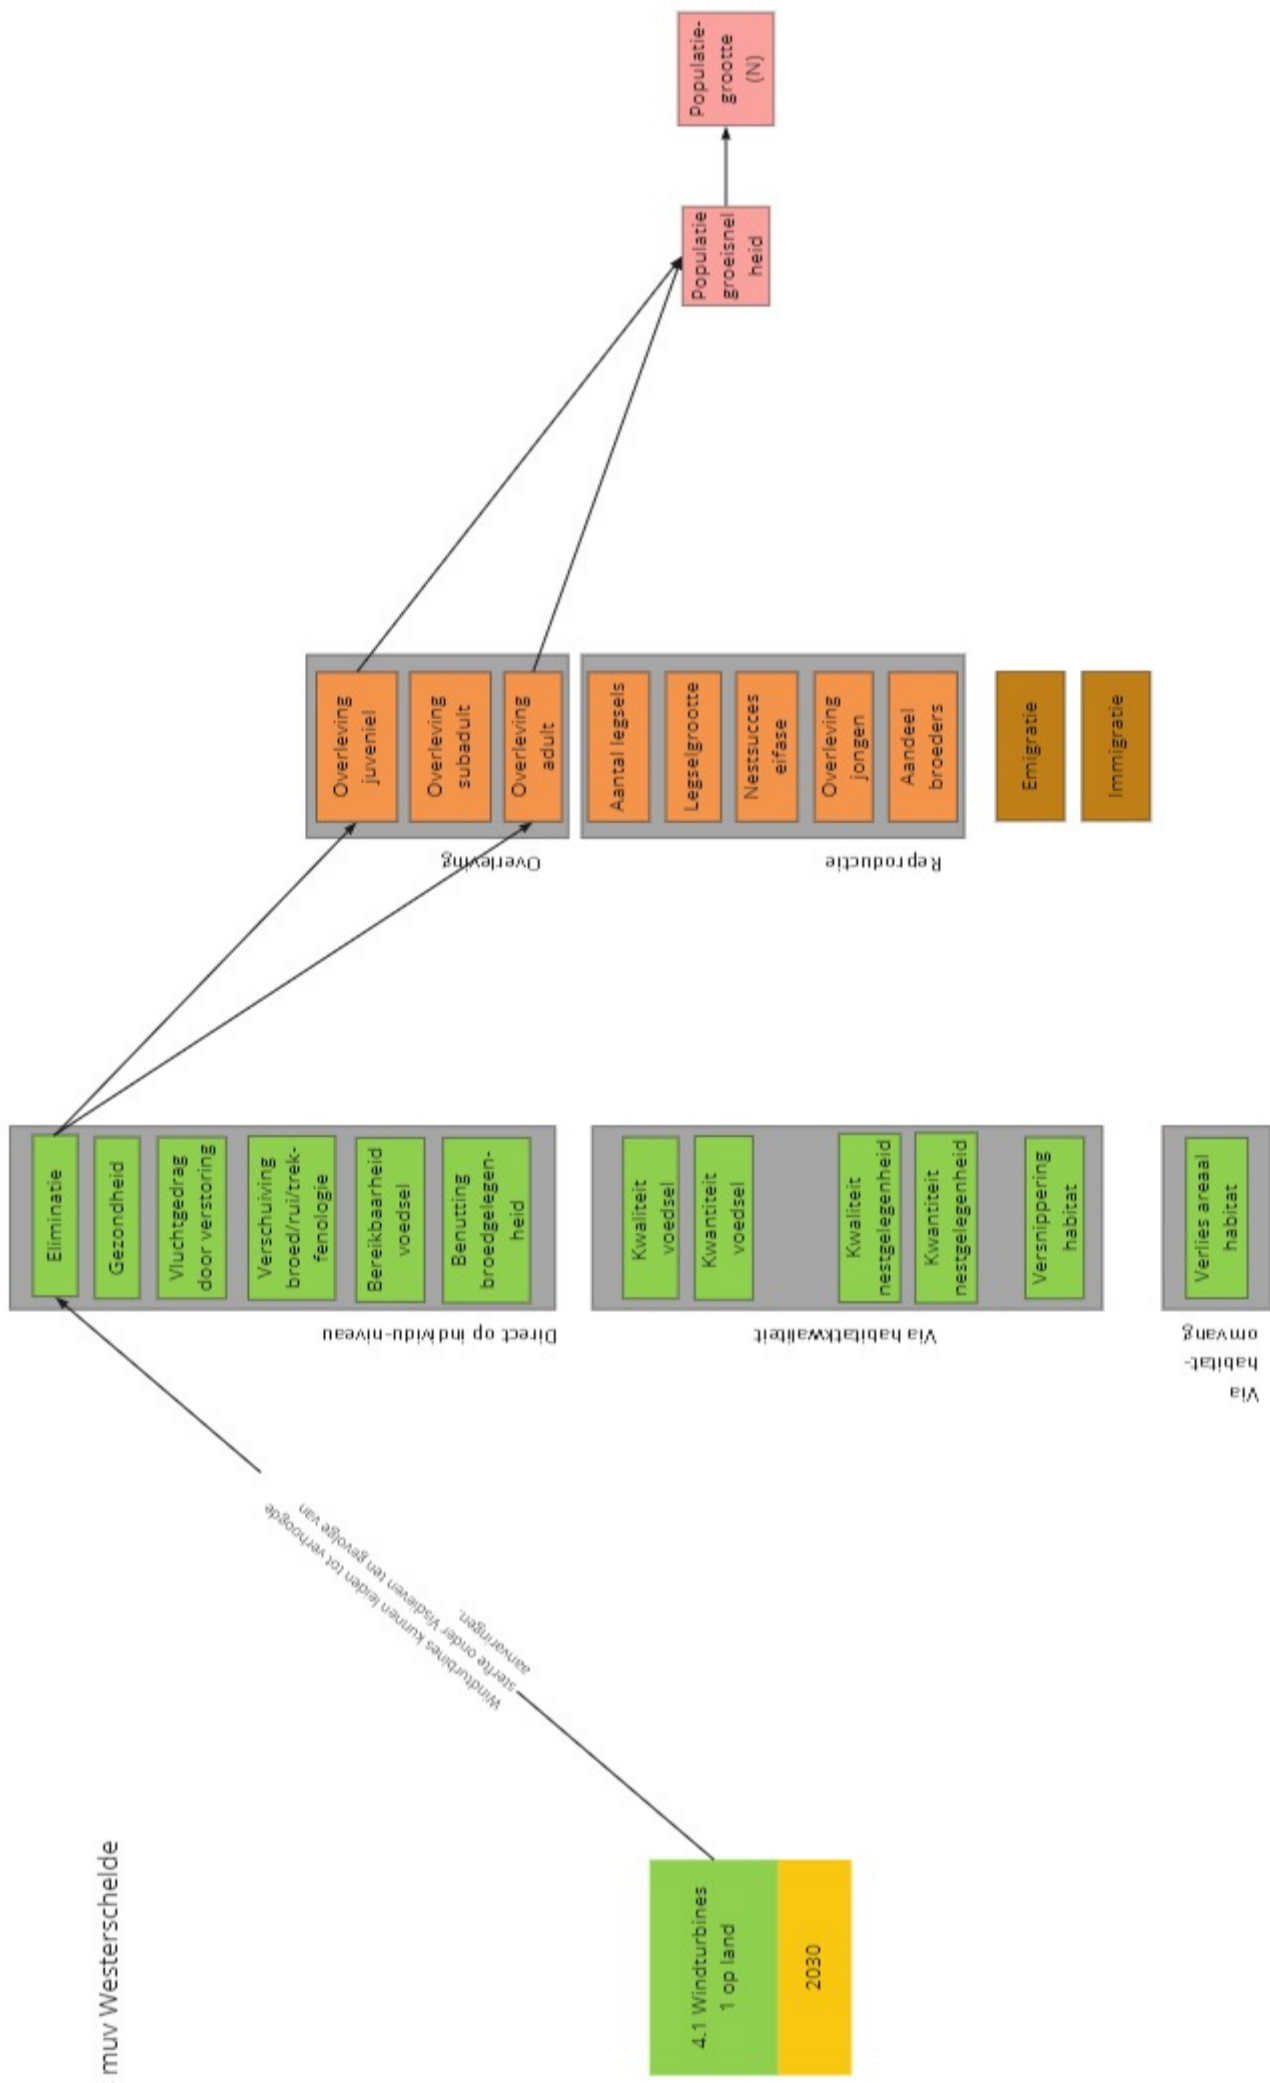 muv Westerschelde
4.1 Windturbines
1 op land
2030
Windturbines kunnen leiden tot verhoogde
sterfte onder Visdieven ten gevolge van
aanvaringen.
Direct op individu-niveau
Eliminatie
Gezondheid
Vluchtgedrag
door verstoring
Verschuiving
broed/rui/trek-
fenologie
Bereikbaarheid
voedsel
Benutting
broedgelegen-
heid
Via habitatkwaliteit
Kwaliteit
voedsel
Kwantiteit
voedsel
Kwaliteit
nestgelegenheid
Kwantiteit
nestgelegenheid
Versnippering
habitat
Via
habitat-
omvang
Verlies areaal
habitat
Overleving
Overleving
juveniel
Overleving
subadult
Overleving
adult
Reproductie
Aantal legsels
Legselgrootte
Nestsucces
eifase
Overleving
jongen
Aandeel
broeders
Emigratie
Immigratie
Populatie
groeisnel
heid
Populatie-
grootte
(N)